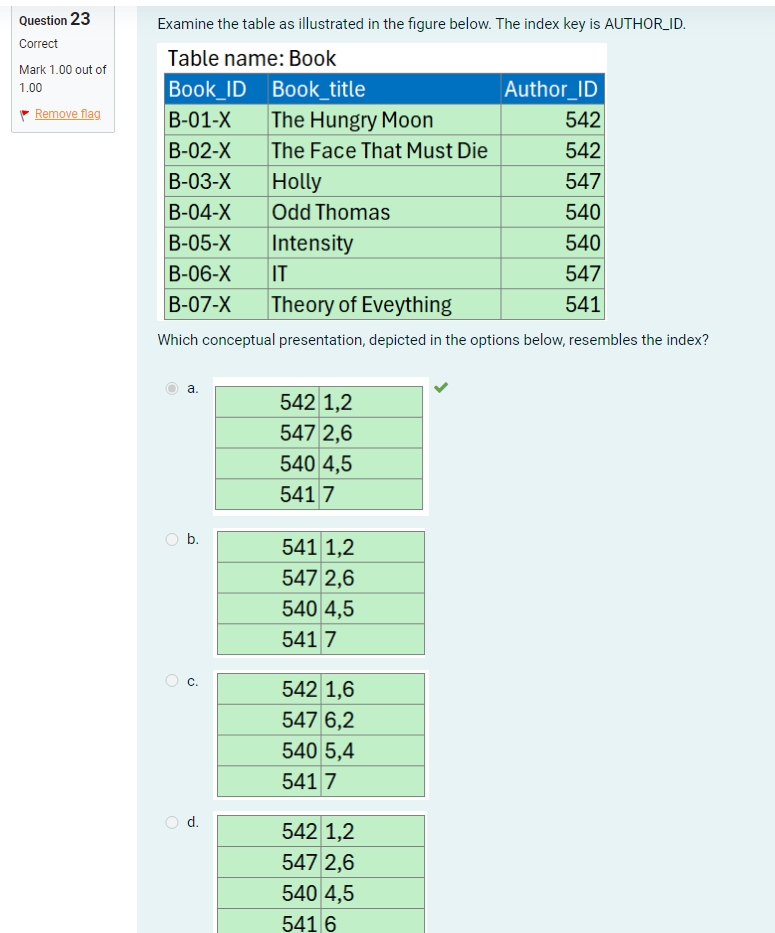 Question 23
Correct
Mark 1.00 out of
1.00
Remove flag
Examine the table as illustrated in the figure below. The index key is AUTHOR_ID.
Table name: Book
Book_ID Book_title Author_ID
B-01-X The Hungry Moon 542
B-02-X The Face That Must Die 542
B-03-X Holly 547
B-04-X Odd Thomas 540
B-05-X Intensity 540
B-06-X IT 547
B-07-X Theory of Eveything 541
Which conceptual presentation, depicted in the options below, resembles the index?
a.
542 1,2
547 2,6
540 4,5
541 7
b.
541 1,2
547 2,6
540 4,5
541 7
c.
542 1,6
547 6,2
540 5,4
541 7
d.
542 1,2
547 2,6
540 4,5
541 6